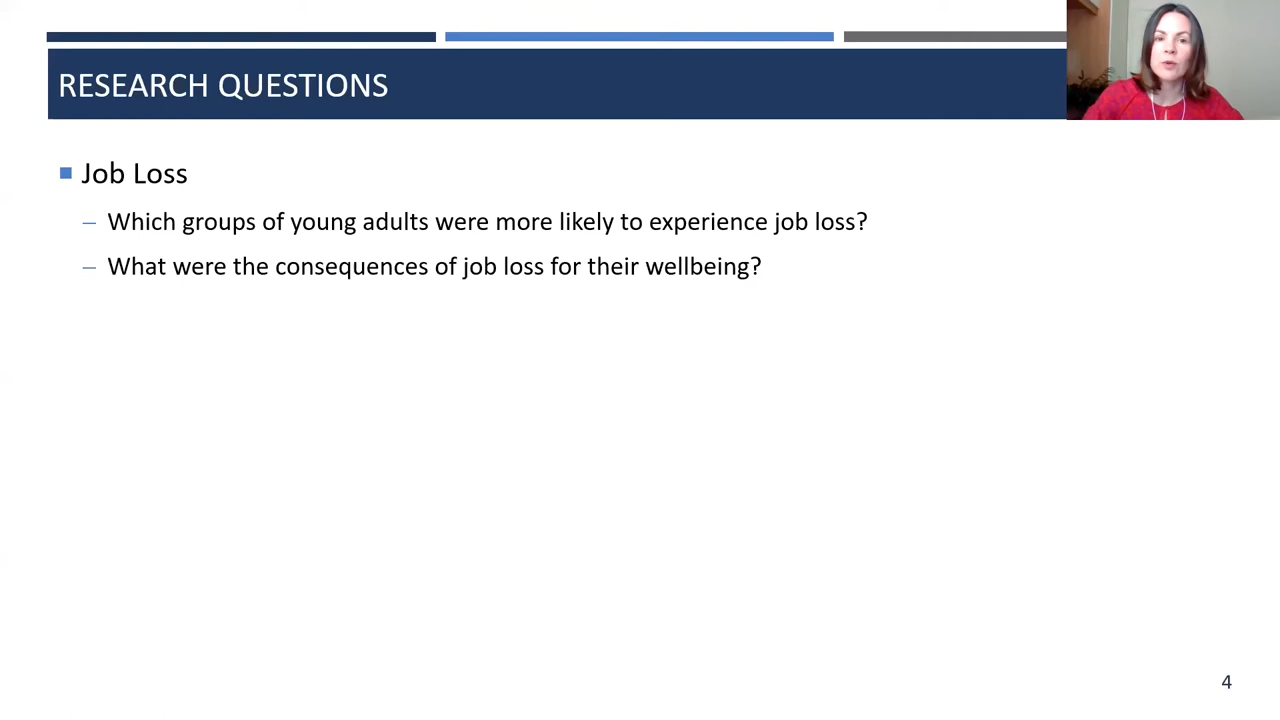 RESEARCH QUESTIONS
Job Loss
– Which groups of young adults were more likely to experience job loss?
– What were the consequences of job loss for their wellbeing?
4